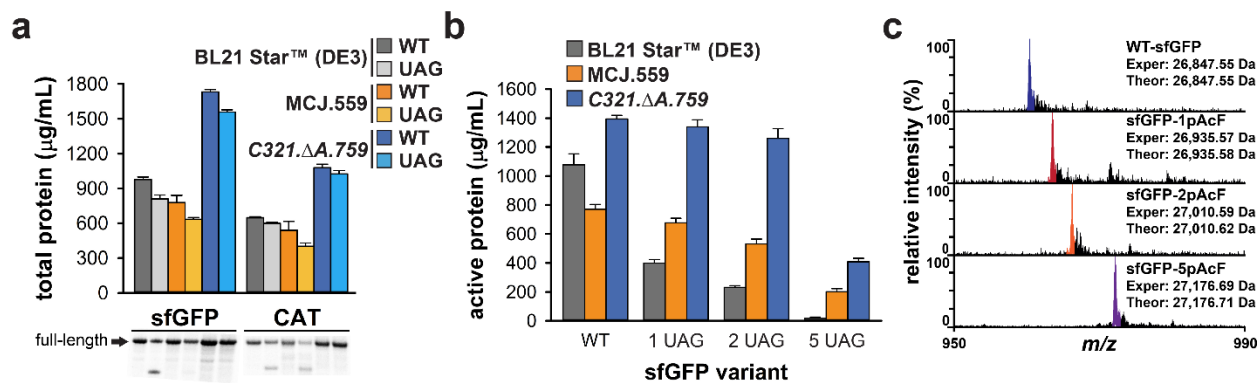 a
BL21 Star™ (DE3)
WT
UAG
MCJ.559
WT
UAG
C321.ΔA.759
WT
UAG
total protein (µg/mL)
1800
1500
1200
900
600
300
0
sfGFP
CAT
full-length
b
BL21 Star™ (DE3)
MCJ.559
C321.ΔA.759
active protein (µg/mL)
1600
1400
1200
1000
800
600
400
200
0
WT
1 UAG
2 UAG
5 UAG
sfGFP variant
c
relative intensity (%)
100
0
WT-sfGFP
Exper: 26,847.55 Da
Theor: 26,847.55 Da
100
0
sfGFP-1pAcF
Exper: 26,935.57 Da
Theor: 26,935.58 Da
100
0
sfGFP-2pAcF
Exper: 27,010.59 Da
Theor: 27,010.62 Da
100
0
sfGFP-5pAcF
Exper: 27,176.69 Da
Theor: 27,176.71 Da
950
m/z
990